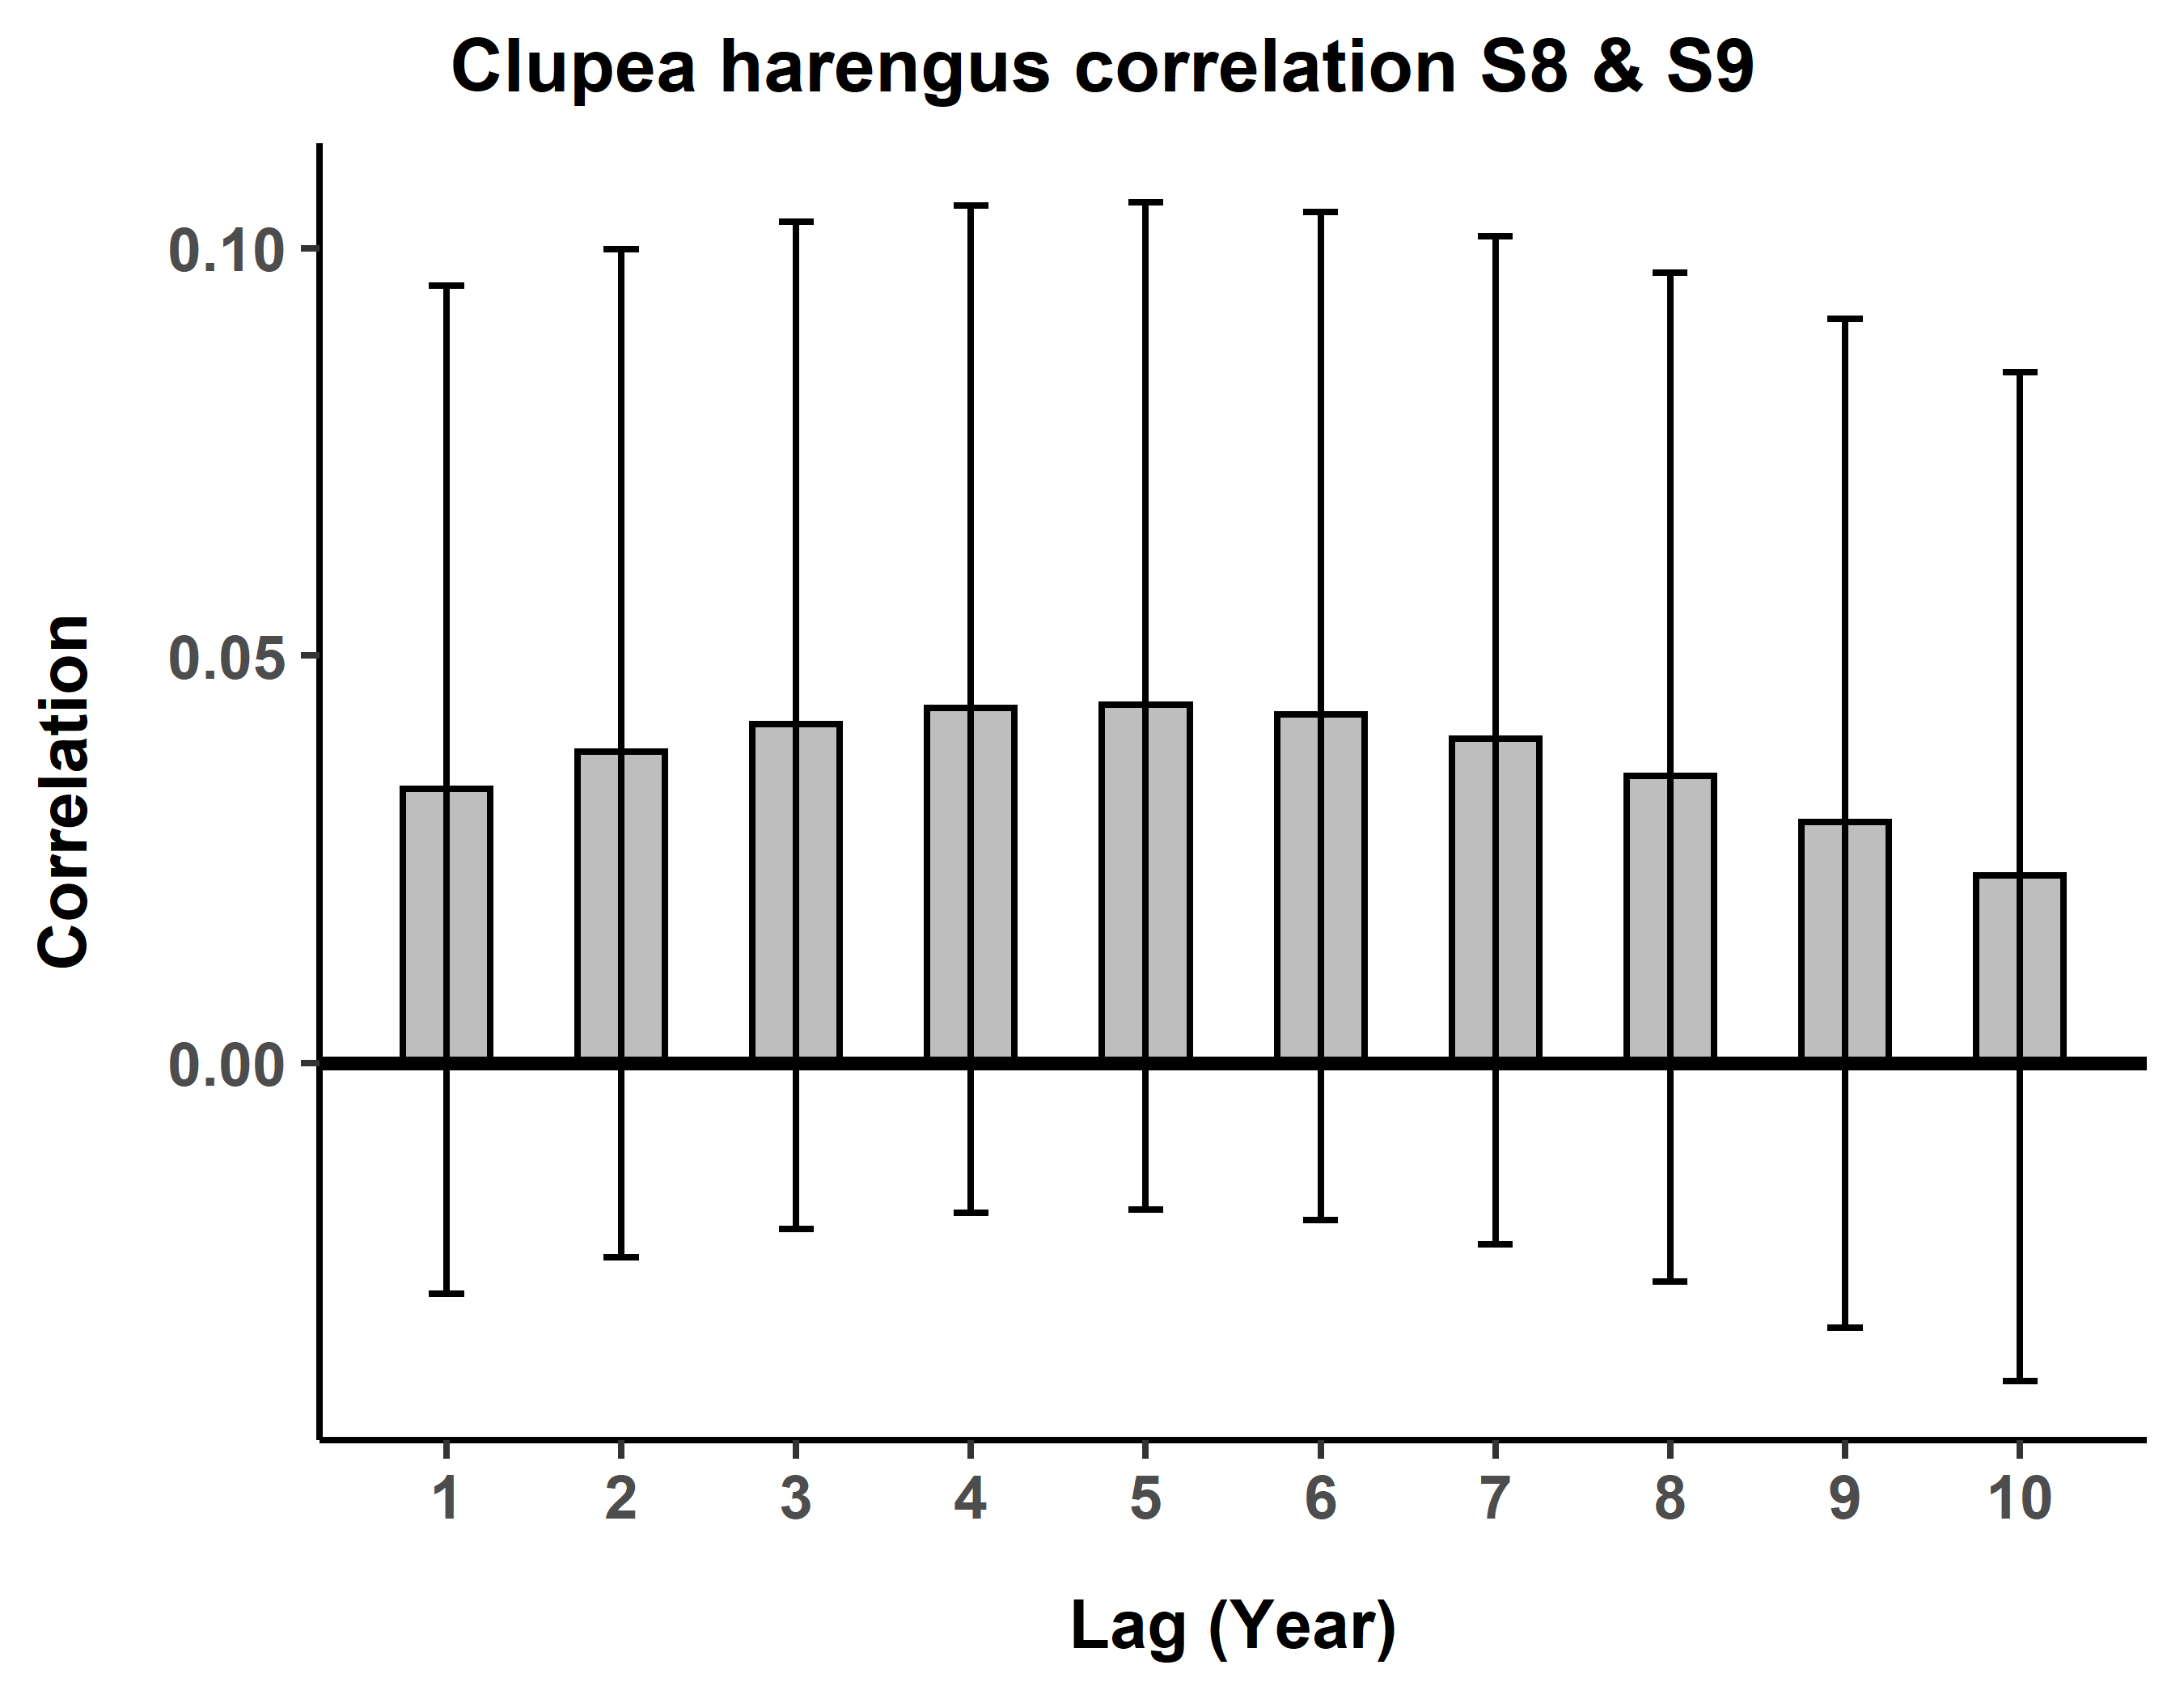 Clupea harengus correlation S8 & S9
0.10
0.05
0.00
Correlation
1 2 3 4 5 6 7 8 9 10
Lag (Year)